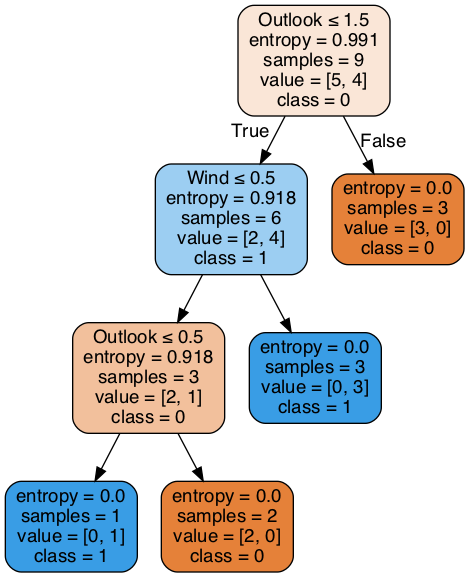 Outlook ≤ 1.5
entropy = 0.991
samples = 9
value = [5, 4]
class = 0
True
False
Wind ≤ 0.5
entropy = 0.918
samples = 6
value = [2, 4]
class = 1
entropy = 0.0
samples = 3
value = [3, 0]
class = 0
Outlook ≤ 0.5
entropy = 0.918
samples = 3
value = [2, 1]
class = 0
entropy = 0.0
samples = 3
value = [0, 3]
class = 1
entropy = 0.0
samples = 1
value = [0, 1]
class = 1
entropy = 0.0
samples = 2
value = [2, 0]
class = 0